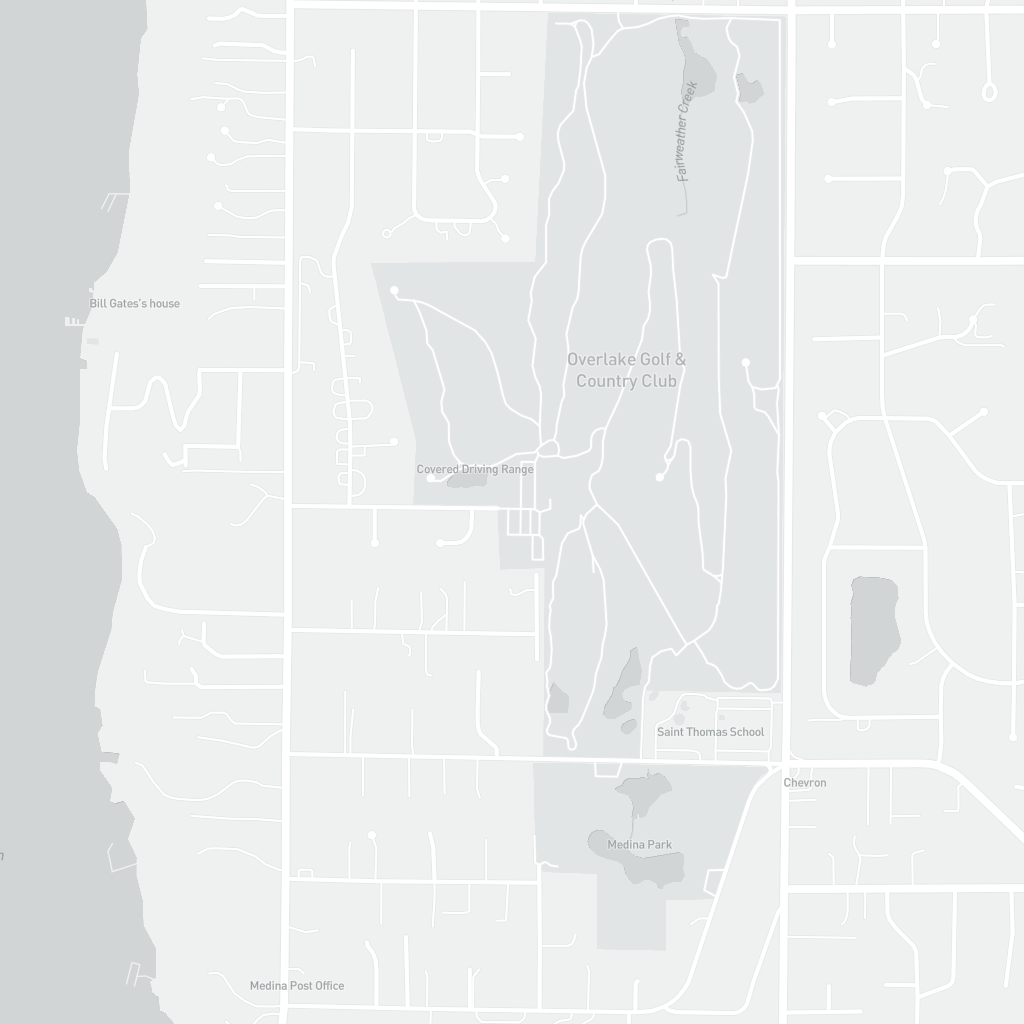 Fairweather Creek
Bill Gates's house
Overlake Golf &
Country Club
Covered Driving Range
Saint Thomas School
Chevron
Medina Park
Medina Post Office